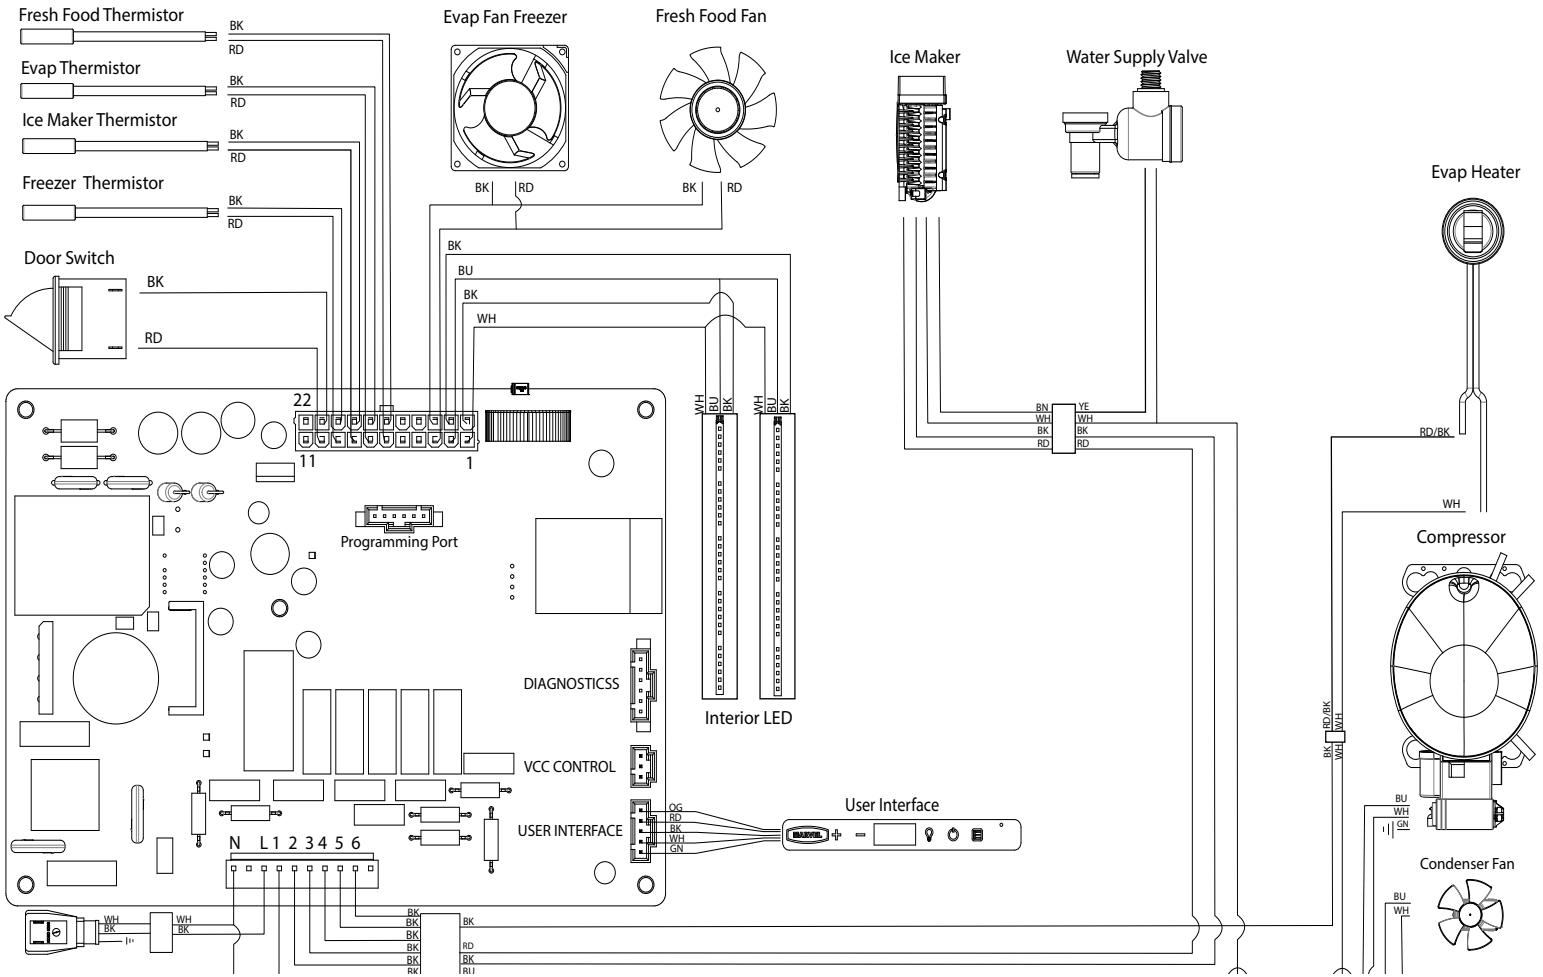 Fresh Food Thermistor
BK
RD
Evap Thermistor
BK
RD
Ice Maker Thermistor
BK
RD
Freezer Thermistor
BK
RD
Door Switch
BK
RD
Evap Fan Freezer
BK
RD
Fresh Food Fan
BK
RD
BK
BU
BK
WH
Ice Maker
Water Supply Valve
BN YE
WH WH
BK BK
RD RD
Evap Heater
RD/BK
WH
Compressor
22
11
1
Programming Port
WH
BU
BK
WH
BU
BK
Interior LED
DIAGNOSTICSS
VCC CONTROL
USER INTERFACE
OG
RD
BK
WH
GN
User Interface
MARVEL
RD/BK
WH
BK
WH
BU
WH
GN
Condenser Fan
BU
WH
N L 1 2 3 4 5 6
WH WH
BK BK
BK
BK BK
BK
BK RD
BK BK
BK BU